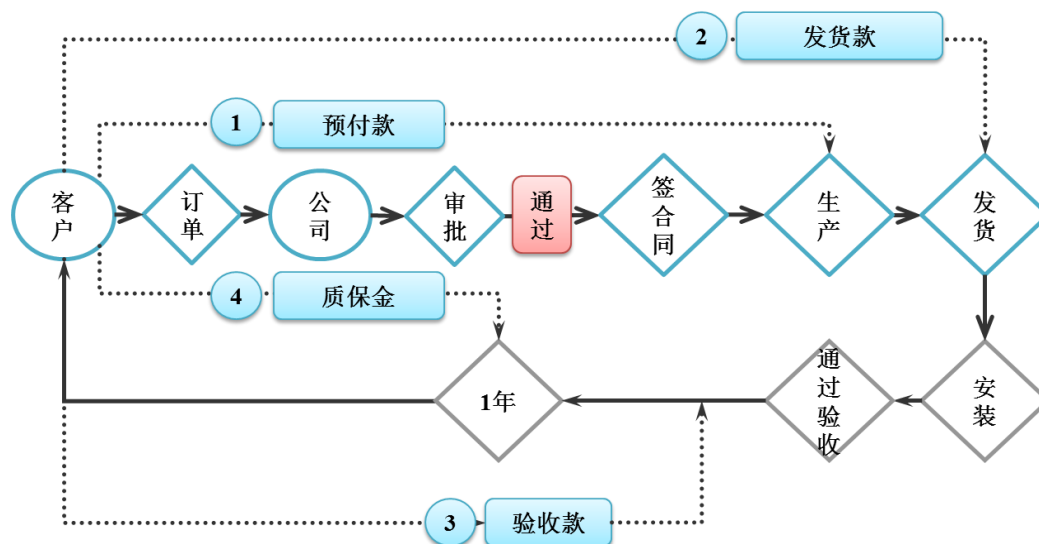 2 发货款
1 预付款
客户
订单
公司
审批
通过
签合同
生产
发货
4 质保金
1年
通过验收
安装
3 验收款